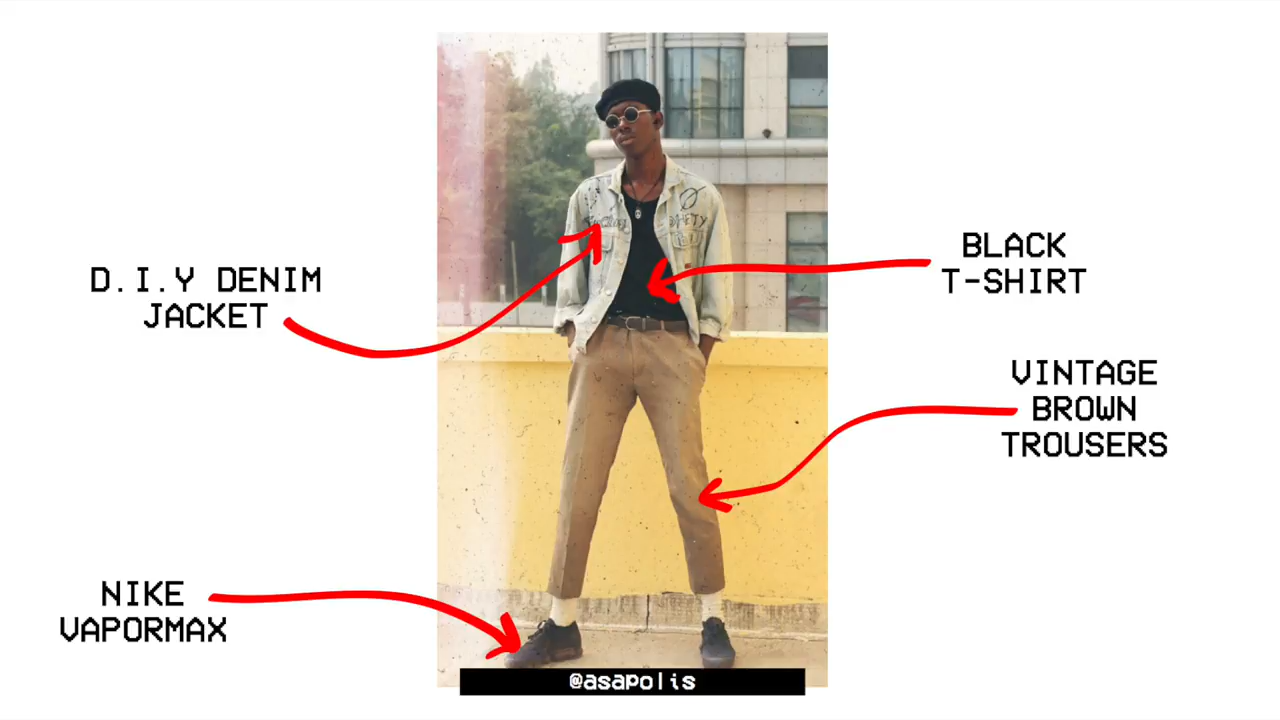 D.I.Y DENIM
JACKET
BLACK
T-SHIRT
VINTAGE
BROWN
TROUSERS
NIKE
VAPORMAX
@asapolis